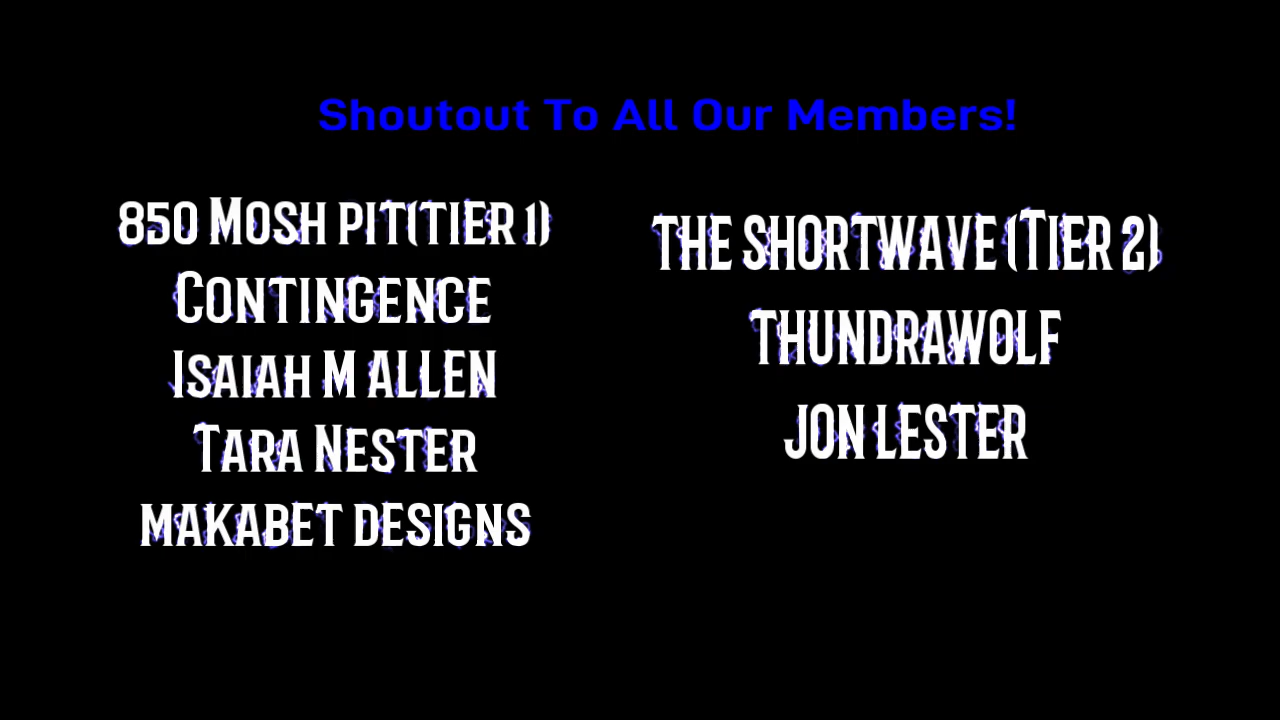 Shoutout To All Our Members!
850 Mosh pit(tier 1)
Contingence
Isaiah M Allen
Tara Nester
makabet designs
THE SHORTWAVE (Tier 2)
THUNDRAWOLF
JON LESTER